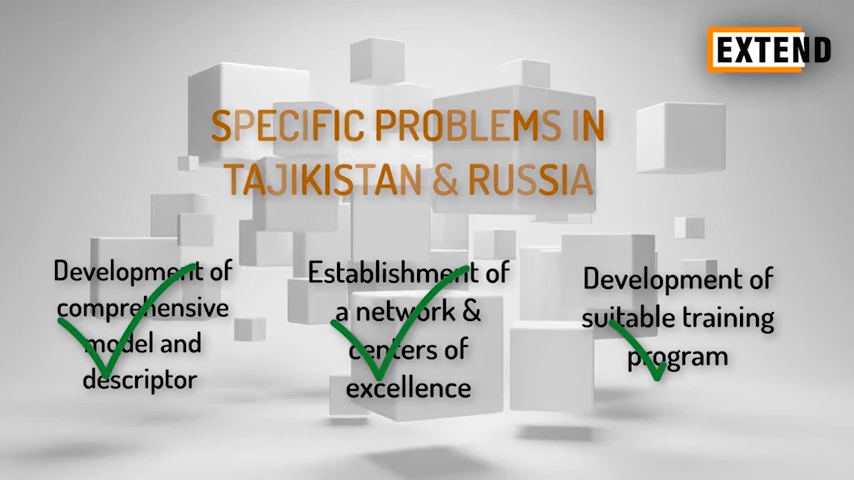 EXTEND
SPECIFIC PROBLEMS IN
TAJIKISTAN & RUSSIA
Development of
comprehensive
model and
descriptor
Establishment of
a network &
centers of
excellence
Development of
suitable training
program